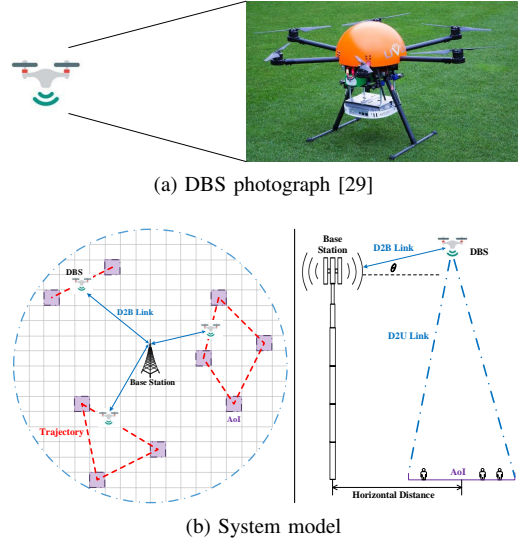 (a) DBS photograph [29]
DBS
D2B Link
Base Station
Trajectory
AoI
Base
Station
D2B Link
DBS
θ
D2U Link
AoI
Horizontal Distance
(b) System model